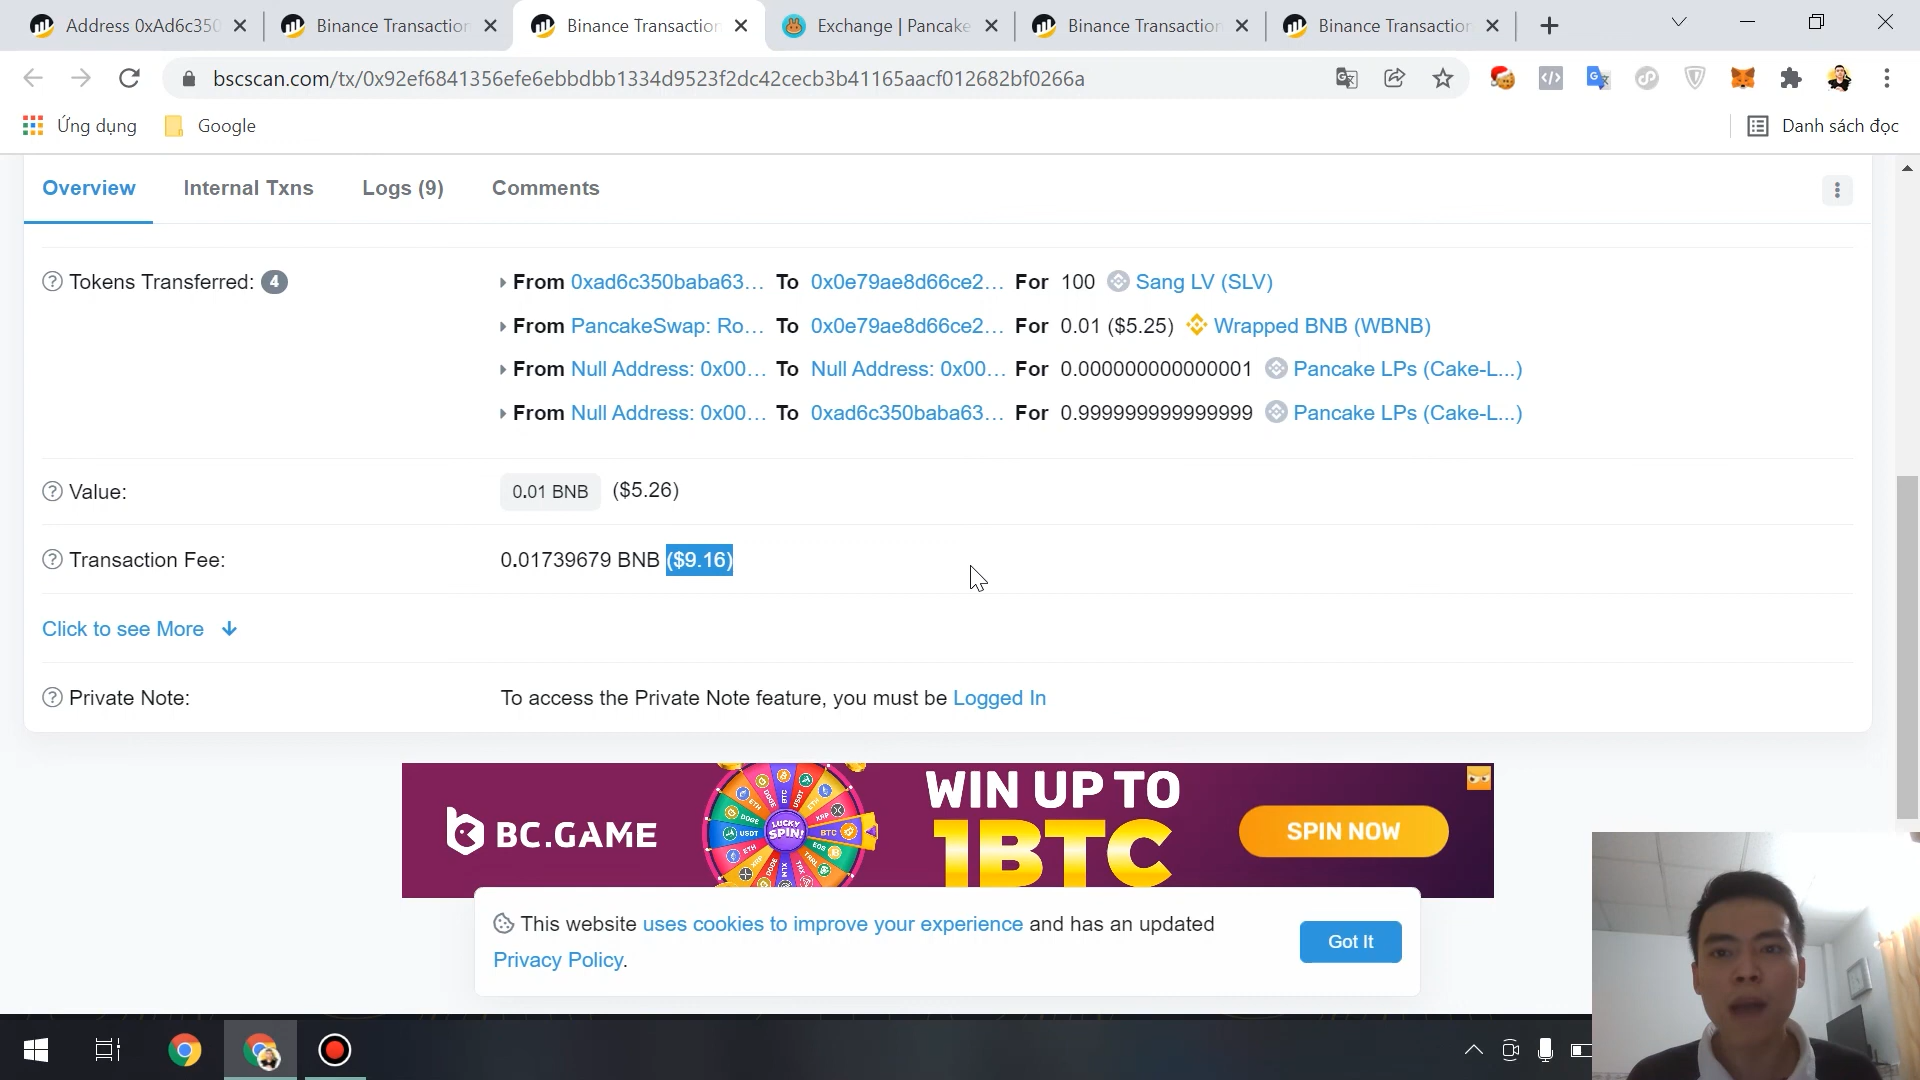 Address 0xAd6c350
Binance Transaction
Binance Transaction
Exchange | Pancake
Binance Transaction
Binance Transaction
bscscan.com/tx/0x92ef6841356efe6ebbdbb1334d9523f2dc42cecb3b41165aacf012682bf0266a
Ứng dụng
Google
Danh sách đọc
Overview
Internal Txns
Logs (9)
Comments
Tokens Transferred: 4
From 0xad6c350baba63... To 0x0e79ae8d66ce2... For 100 Sang LV (SLV)
From PancakeSwap: Ro... To 0x0e79ae8d66ce2... For 0.01 ($5.25) Wrapped BNB (WBNB)
From Null Address: 0x00... To Null Address: 0x00... For 0.000000000000001 Pancake LPs (Cake-L...)
From Null Address: 0x00... To 0xad6c350baba63... For 0.999999999999999 Pancake LPs (Cake-L...)
Value:
0.01 BNB ($5.26)
Transaction Fee:
0.01739679 BNB ($9.16)
Click to see More
Private Note:
To access the Private Note feature, you must be Logged In
BC.GAME
LUCKY
SPIN!
WIN UP TO
1BTC
SPIN NOW
This website uses cookies to improve your experience and has an updated
Privacy Policy.
Got It